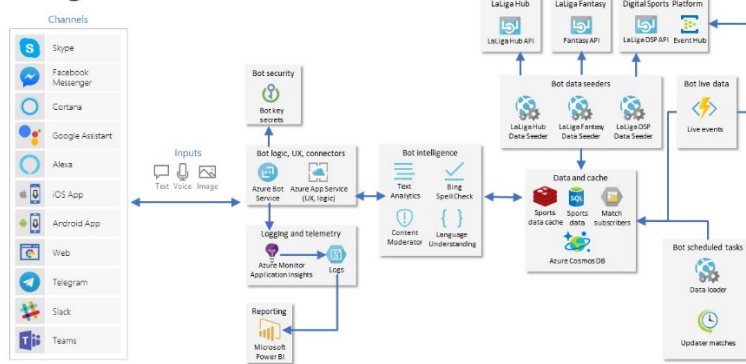 Channels
Skype
Facebook
Messenger
Cortana
Google Assistant
Alexa
iOS App
Android App
Web
Telegram
Slack
Teams
Inputs
Text Voice Image
Bot security
Bot key
secrets
Bot logic, UX, connectors
Azure Bot
Service
Azure App Service
(UX, logic)
Logging and telemetry
Azure Monitor
Application Insights
Logs
Reporting
Microsoft
Power BI
Bot intelligence
Text
Analytics
Bing
SpellCheck
Content
Moderator
Language
Understanding
LaLiga Hub
LaLiga Hub API
LaLiga Fantasy
Fantasy API
Digital Sports Platform
LaLiga DSP API
Event Hub
Bot data seeders
LaLiga Hub
Data Seeder
LaLiga Fantasy
Data Seeder
LaLiga DSP
Data Seeder
Data and cache
Sports
data cache
SQL
Sports
data
Match
subscribers
Azure Cosmos DB
Bot live data
Live events
Bot scheduled tasks
Data loader
Updater matches